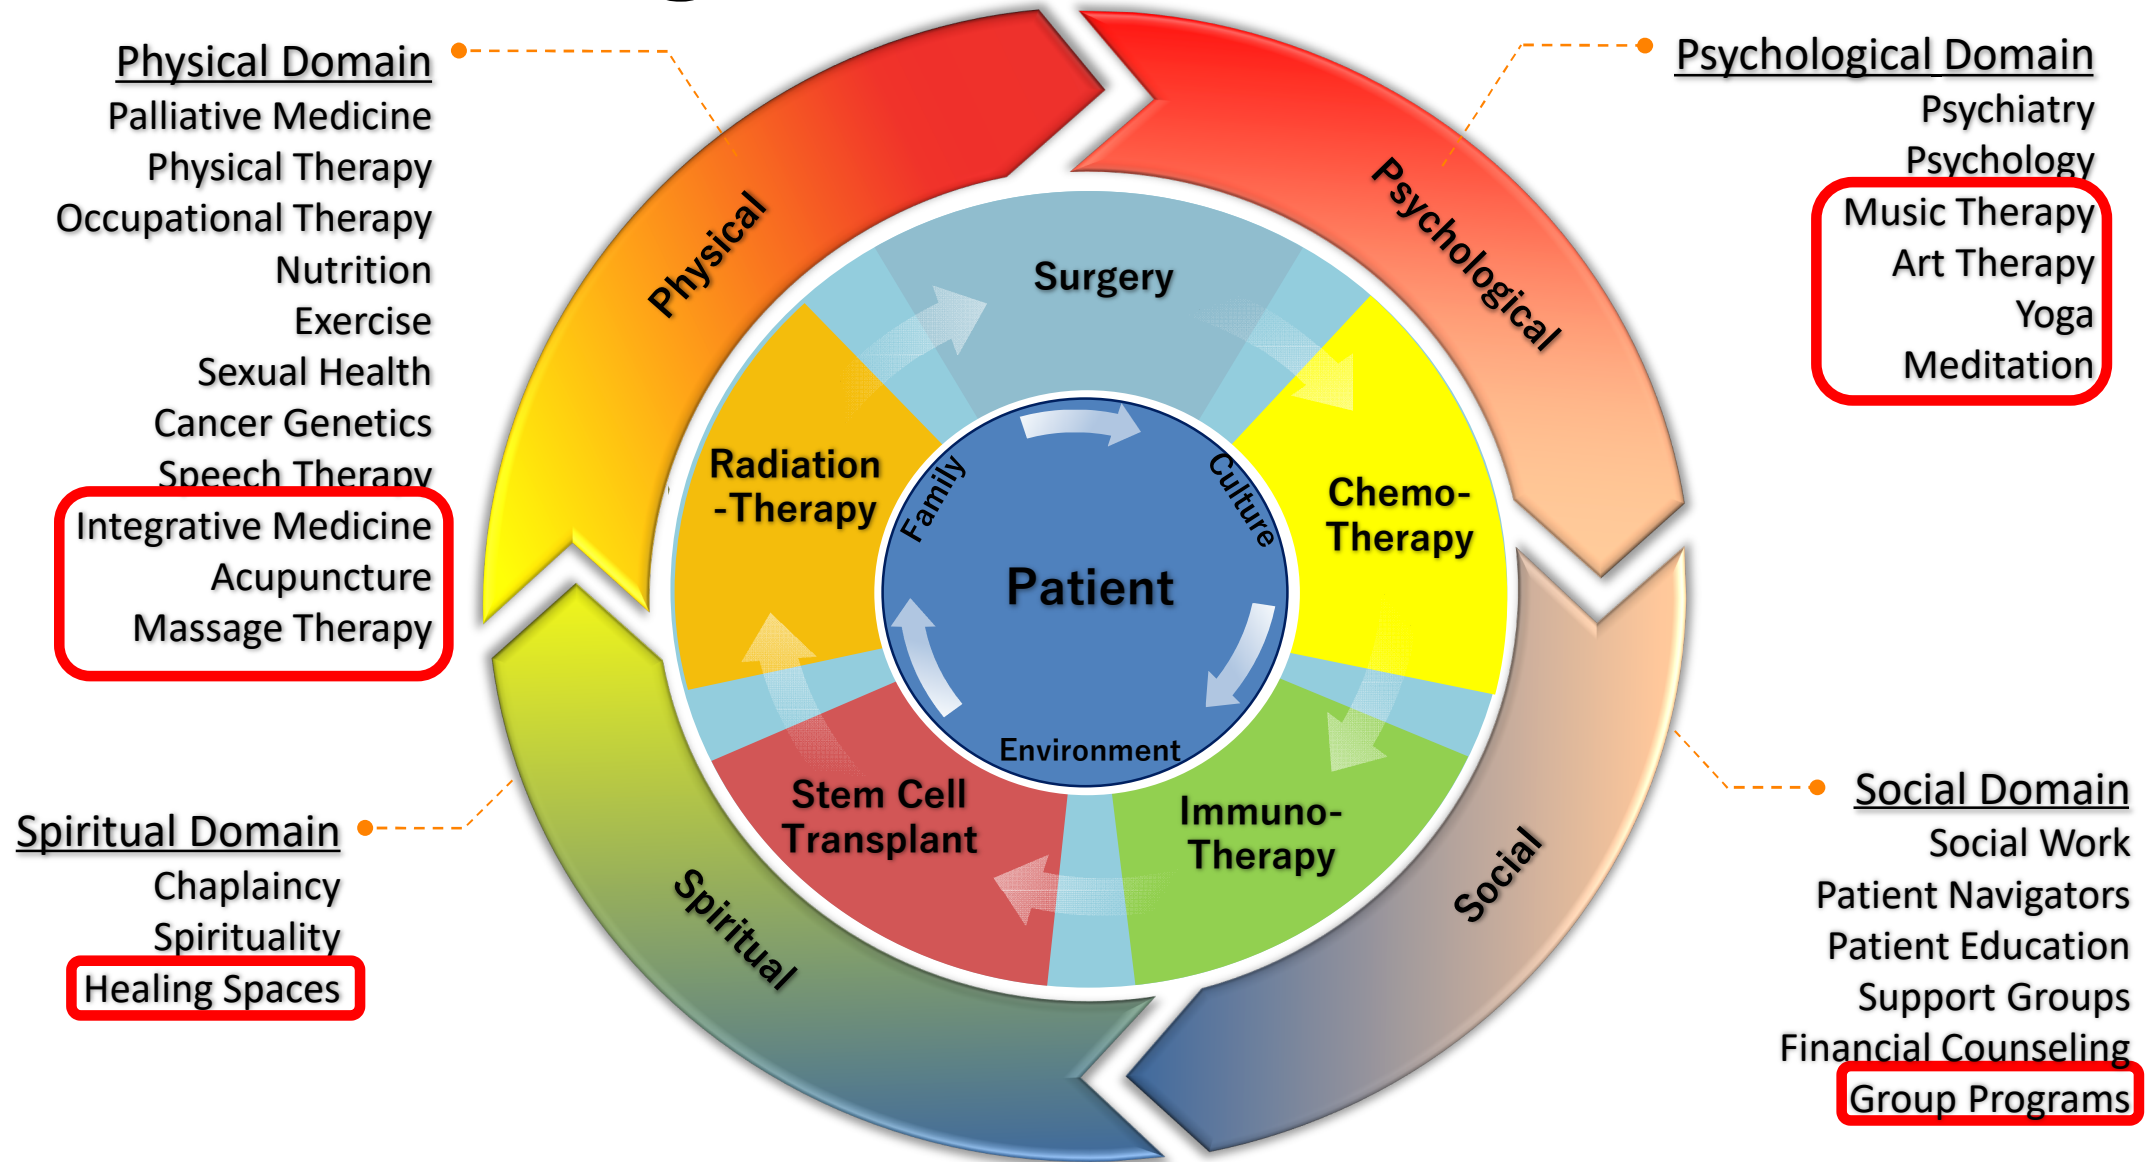 Physical Domain
Palliative Medicine
Physical Therapy
Occupational Therapy
Nutrition
Exercise
Sexual Health
Cancer Genetics
Speech Therapy
Integrative Medicine
Acupuncture
Massage Therapy
Psychological Domain
Psychiatry
Psychology
Music Therapy
Art Therapy
Yoga
Meditation
Physical
Psychological
Surgery
Radiation
-Therapy
Chemo-
Therapy
Family
Culture
Patient
Environment
Stem Cell
Transplant
Immuno-
Therapy
Spiritual
Social
Spiritual Domain
Chaplaincy
Spirituality
Healing Spaces
Social Domain
Social Work
Patient Navigators
Patient Education
Support Groups
Financial Counseling
Group Programs